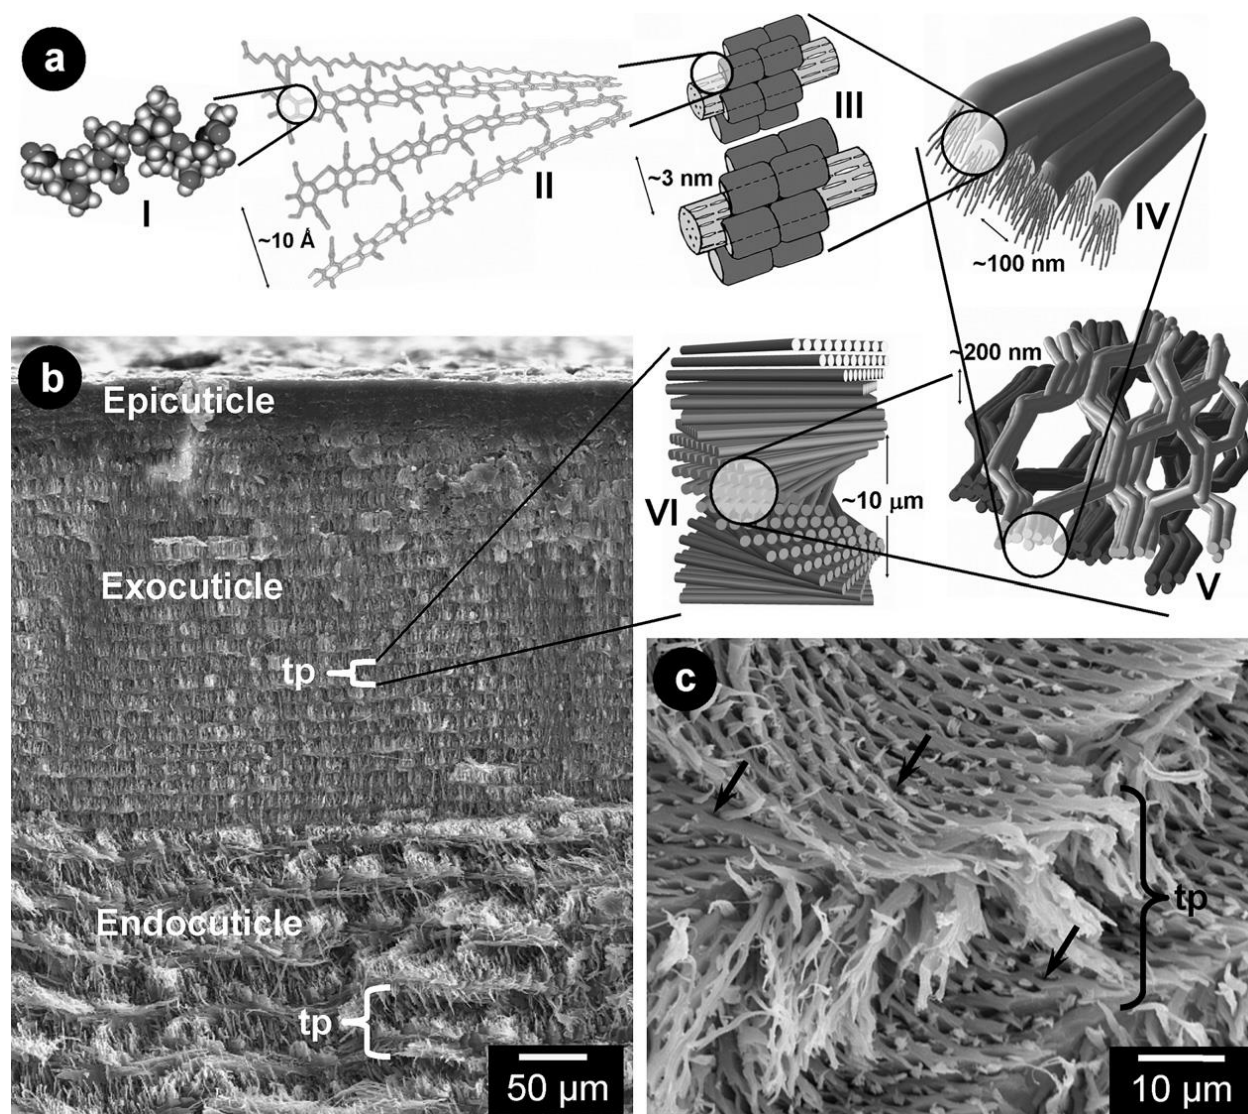 a
I
II
~10 Å
III
~3 nm
IV
~100 nm
b
Epicuticle
Exocuticle
tp
Endocuticle
tp
50 μm
VI
~10 μm
~200 nm
V
c
tp
10 μm